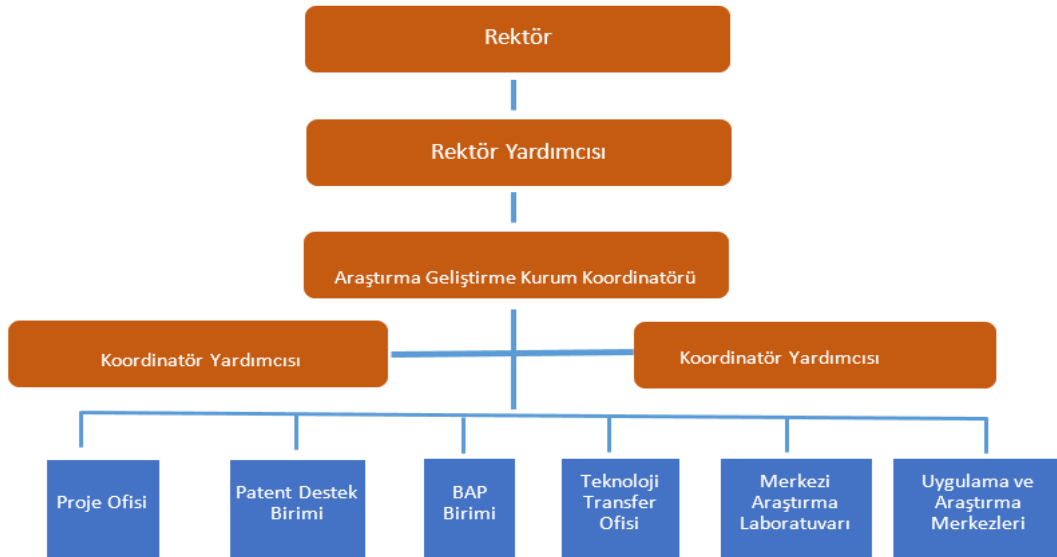 Rektör
Rektör Yardımcısı
Araştırma Geliştirme Kurum Koordinatörü
Koordinatör Yardımcısı
Koordinatör Yardımcısı
Proje Ofisi
Patent Destek
Birimi
BAP
Birimi
Teknoloji
Transfer
Ofisi
Merkezi
Araştırma
Laboratuvarı
Uygulama ve
Araştırma
Merkezleri